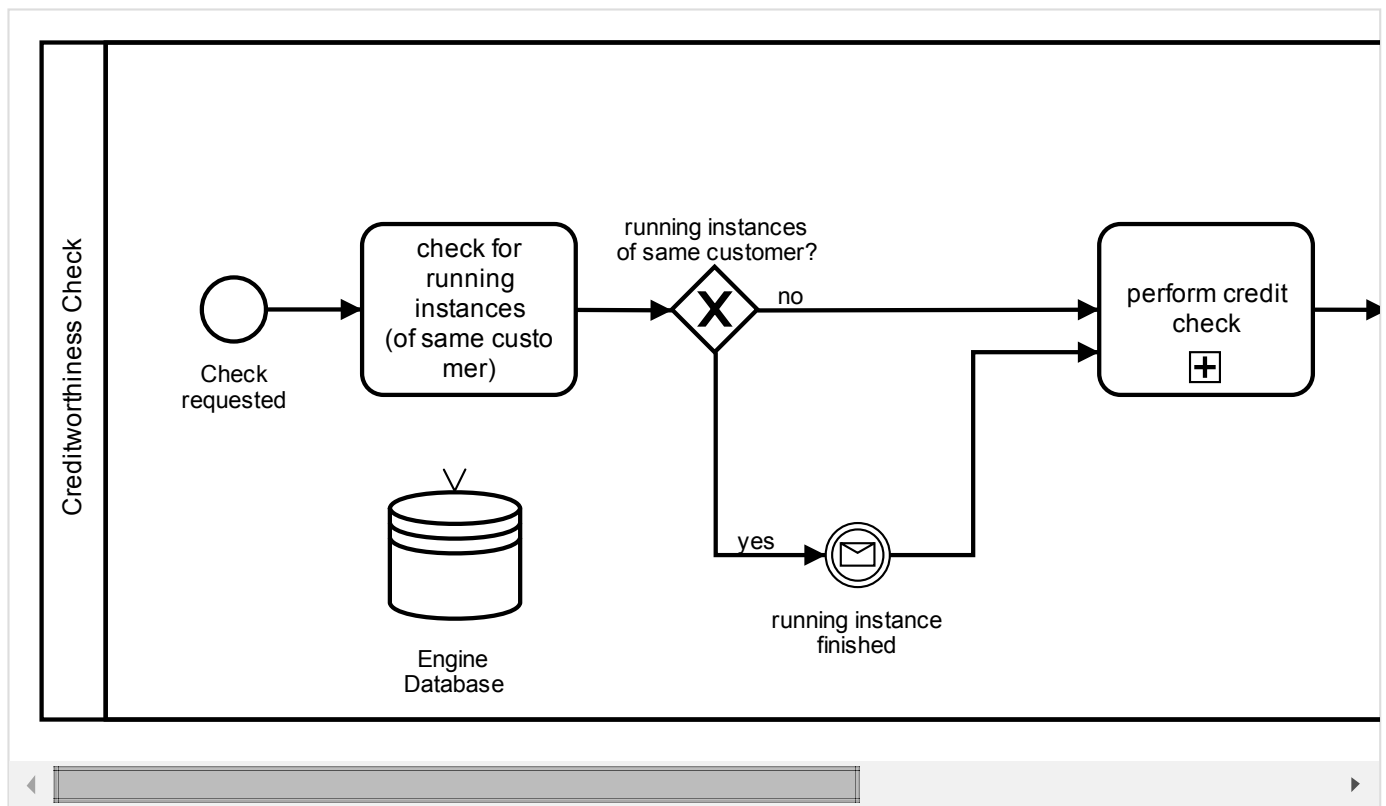 Creditworthiness Check
Check
requested
check for
running
instances
(of same custo
mer)
running instances
of same customer?
no
yes
running instance
finished
perform credit
check
Engine
Database